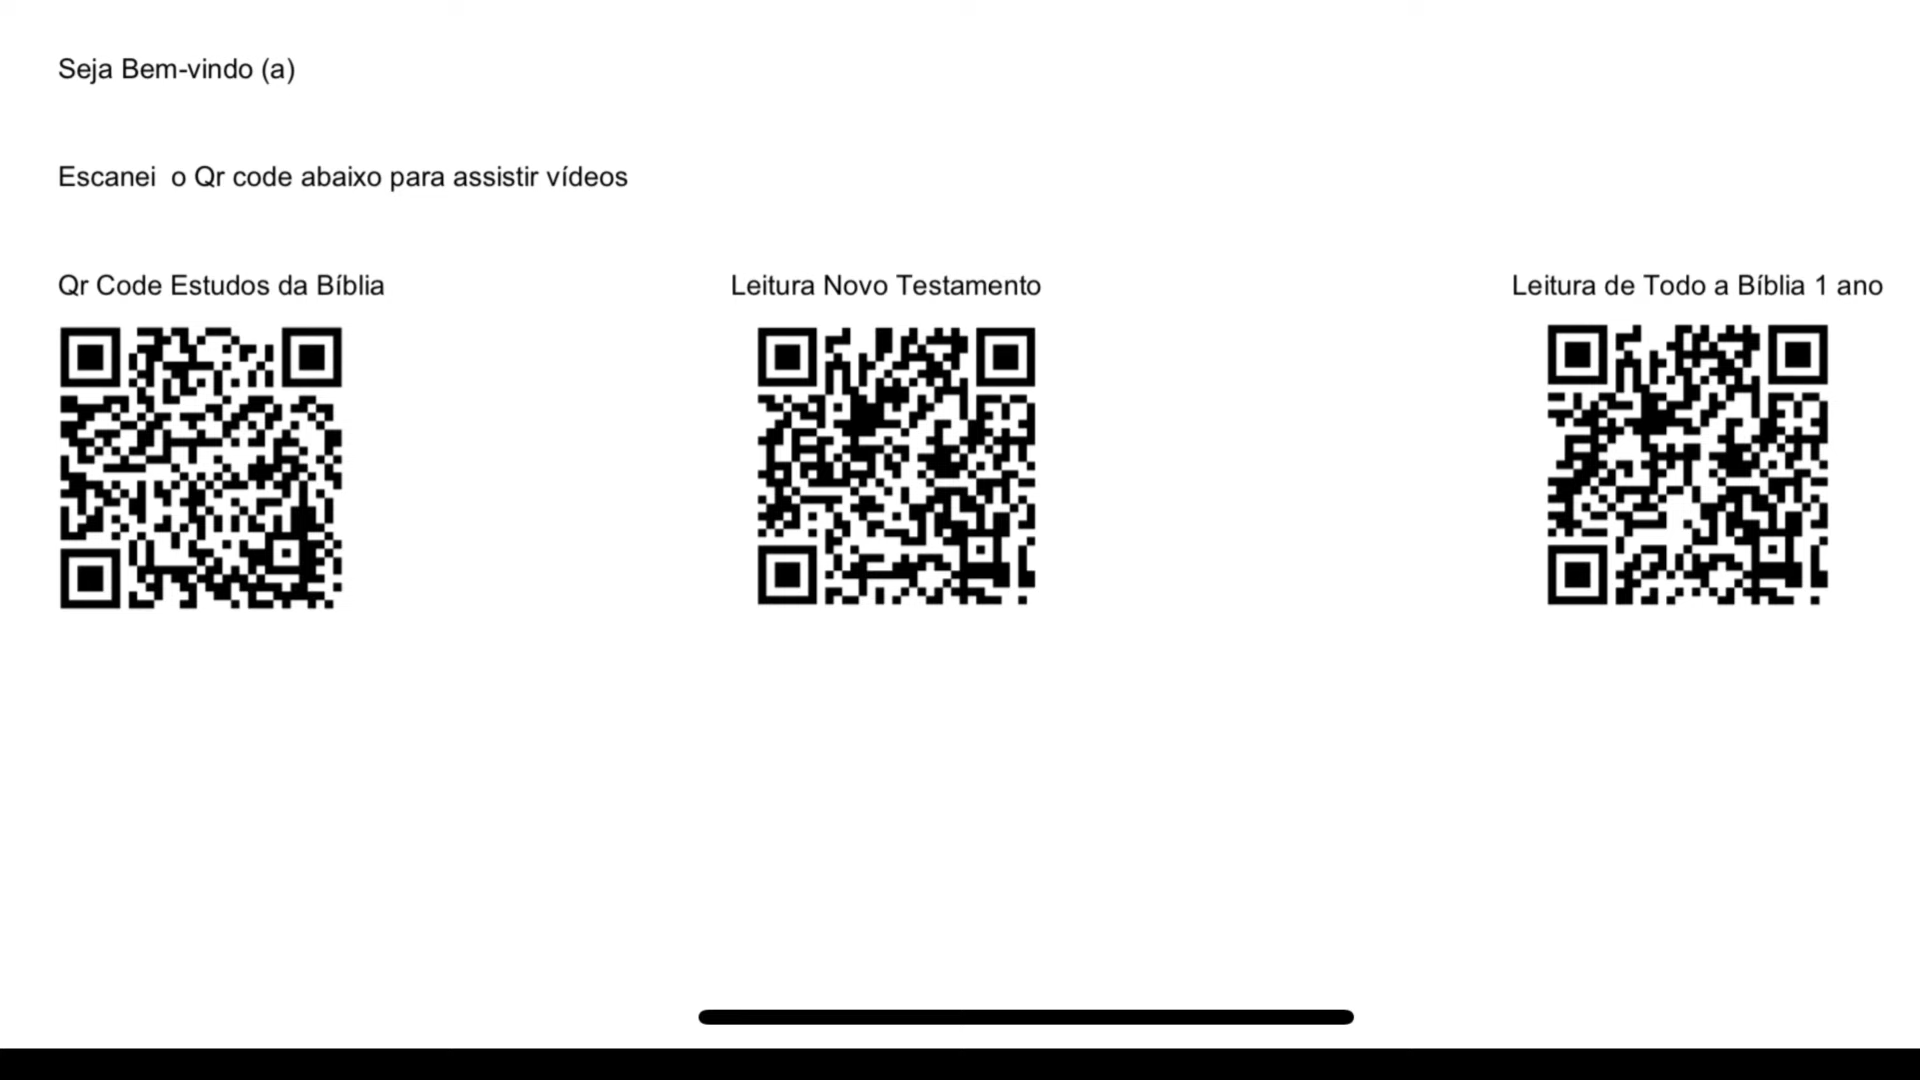 Seja Bem-vindo (a)
Escanei o Qr code abaixo para assistir vídeos
Qr Code Estudos da Bíblia
Leitura Novo Testamento
Leitura de Todo a Bíblia 1 ano